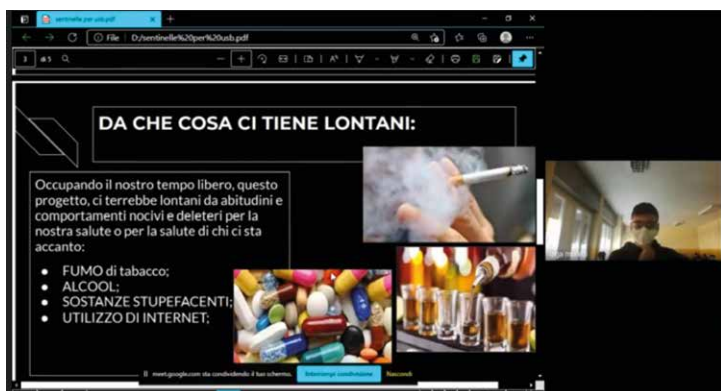 sentinelle per usb.pdf
File D:/sentinelle%20per%20usb.pdf
3 di 5
DA CHE COSA CI TIENE LONTANI:
Occupando il nostro tempo libero, questo
progetto, ci terrebbe lontani da abitudini e
comportamenti nocivi e deleteri per la
nostra salute o per la salute di chi ci sta
accanto:
• FUMO di tabacco;
• ALCOOL;
• SOSTANZE STUPEFACENTI;
• UTILIZZO DI INTERNET;
meet.google.com sta condividendo il tuo schermo. Interrompi condivisione Nascondi